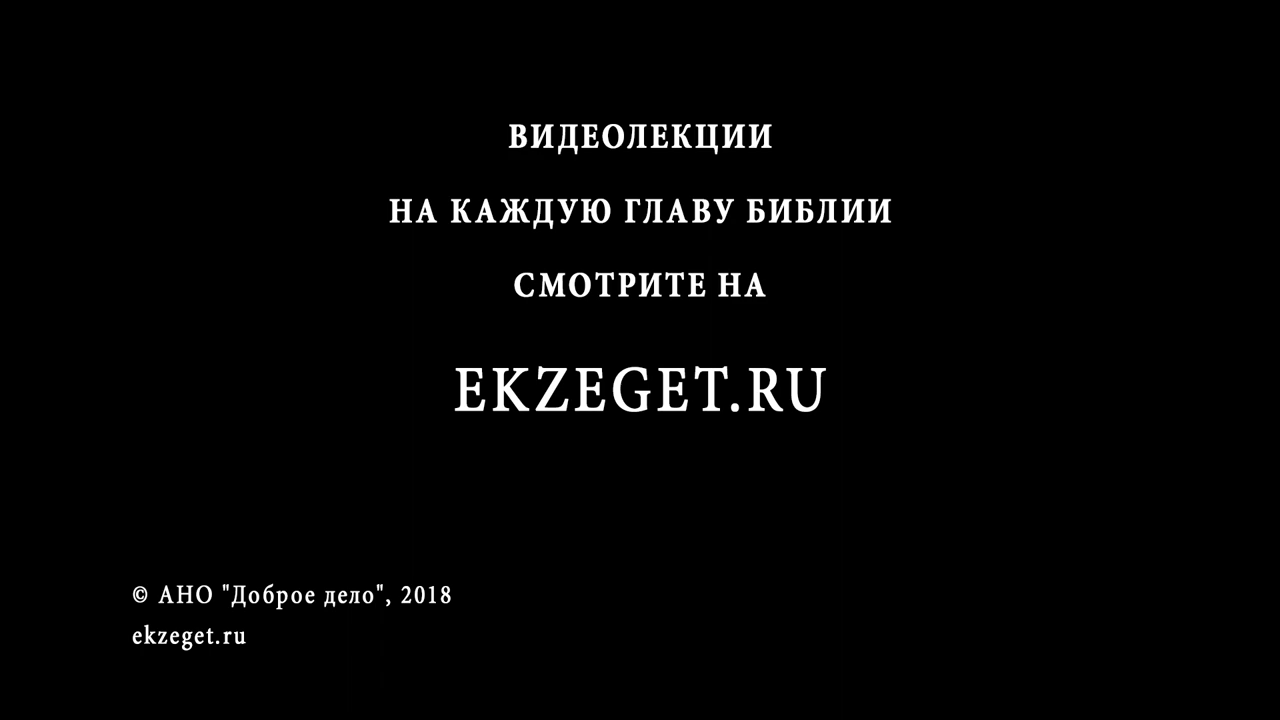 ВИДЕОЛЕКЦИИ
НА КАЖДУЮ ГЛАВУ БИБЛИИ
СМОТРИТЕ НА
EKZEGET.RU
© АНО "Доброе дело", 2018
ekzeget.ru